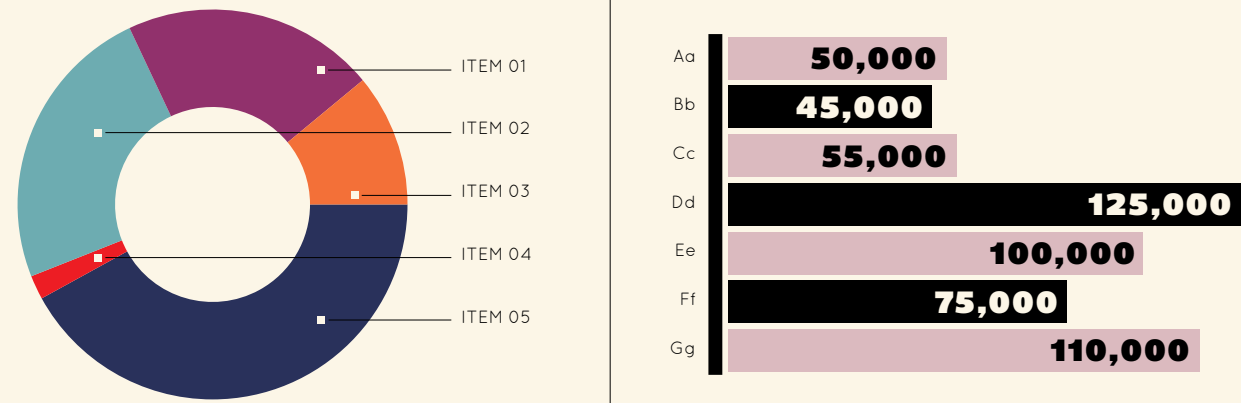 ITEM 01
ITEM 02
ITEM 03
ITEM 04
ITEM 05
Aa 50,000
Bb 45,000
Cc 55,000
Dd 125,000
Ee 100,000
Ff 75,000
Gg 110,000